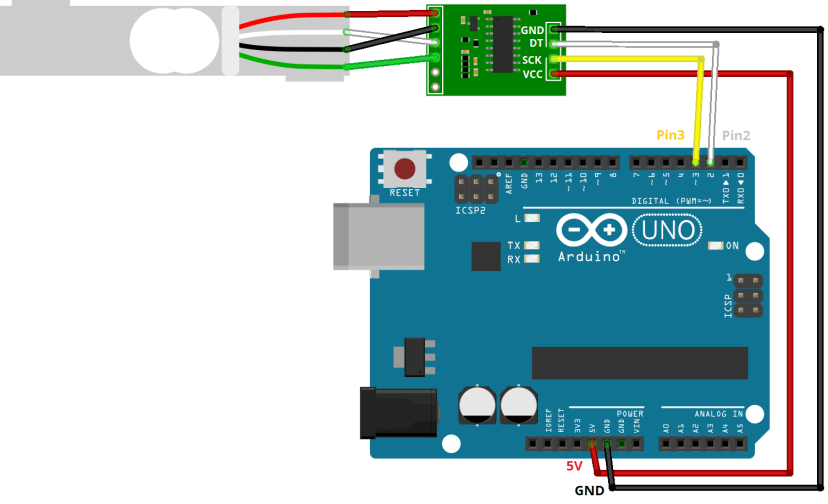 GND
DT
SCK
VCC
Pin3
Pin2
RESET
AREF
GND
13
12
~11
~10
~9
8
7
~6
~5
4
~3
2
TX0▶1
RX0◀0
ICSP2
DIGITAL (PWM=~)
L
TX
RX
UNO
Arduino™
ON
1
ICSP
POWER
ANALOG IN
IOREF
RESET
3V3
5V
GND
GND
VIN
A0
A1
A2
A3
A4
A5
5V
GND